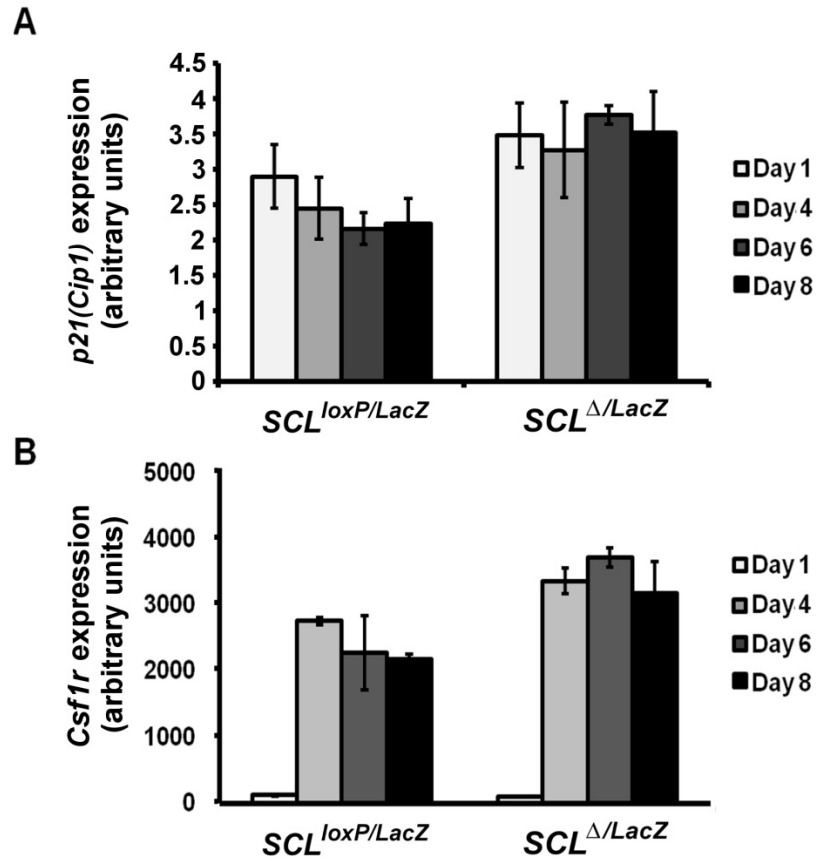 A
p21(Cip1) expression
(arbitrary units)
4.5
4
3.5
3
2.5
2
1.5
1
0.5
0
SCL loxP/LacZ
SCL Δ/LacZ
Day 1
Day 4
Day 6
Day 8
B
Csf1r expression
(arbitrary units)
5000
4000
3000
2000
1000
0
SCL loxP/LacZ
SCL Δ/LacZ
Day 1
Day 4
Day 6
Day 8